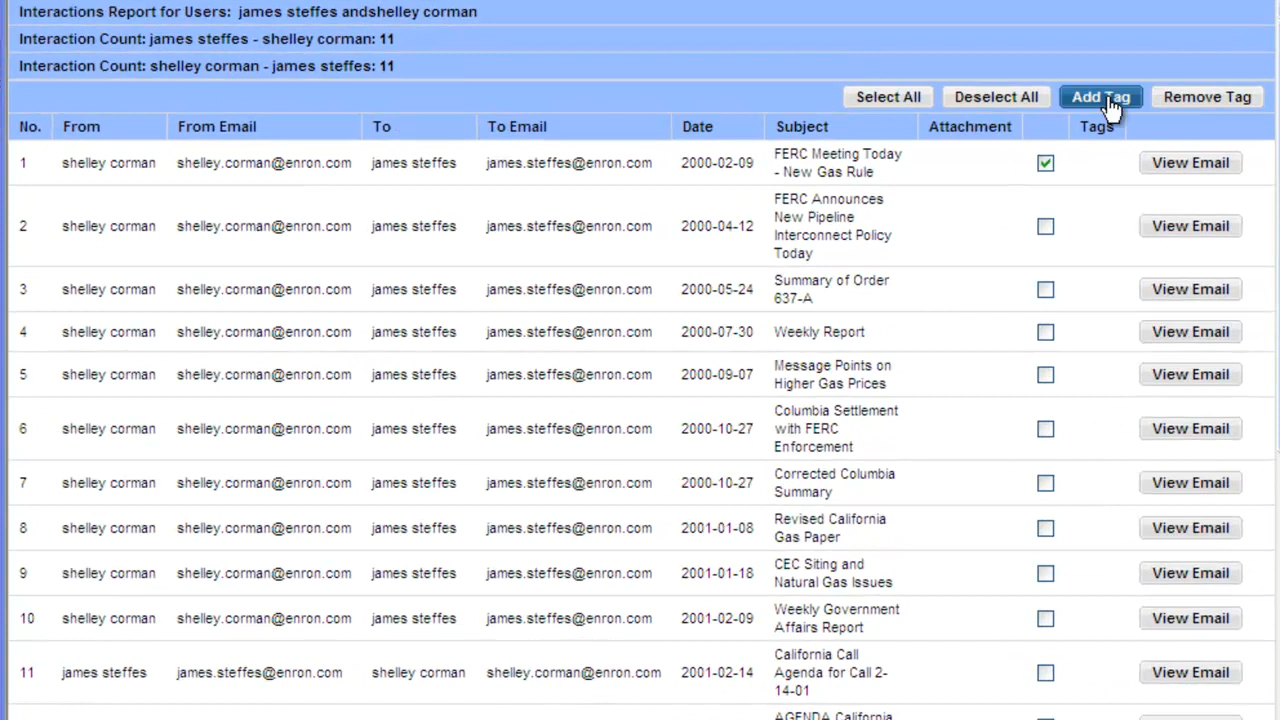 Interactions Report for Users: james steffes andshelley corman
Interaction Count: james steffes - shelley corman: 11
Interaction Count: shelley corman - james steffes: 11
Select All Deselect All Add Tag Remove Tag
No. From From Email To To Email Date Subject Attachment Tags
1 shelley corman shelley.corman@enron.com james steffes james.steffes@enron.com 2000-02-09 FERC Meeting Today
- New Gas Rule View Email
2 shelley corman shelley.corman@enron.com james steffes james.steffes@enron.com 2000-04-12 FERC Announces
New Pipeline
Interconnect Policy
Today View Email
3 shelley corman shelley.corman@enron.com james steffes james.steffes@enron.com 2000-05-24 Summary of Order
637-A View Email
4 shelley corman shelley.corman@enron.com james steffes james.steffes@enron.com 2000-07-30 Weekly Report View Email
5 shelley corman shelley.corman@enron.com james steffes james.steffes@enron.com 2000-09-07 Message Points on
Higher Gas Prices View Email
6 shelley corman shelley.corman@enron.com james steffes james.steffes@enron.com 2000-10-27 Columbia Settlement
with FERC
Enforcement View Email
7 shelley corman shelley.corman@enron.com james steffes james.steffes@enron.com 2000-10-27 Corrected Columbia
Summary View Email
8 shelley corman shelley.corman@enron.com james steffes james.steffes@enron.com 2001-01-08 Revised California
Gas Paper View Email
9 shelley corman shelley.corman@enron.com james steffes james.steffes@enron.com 2001-01-18 CEC Siting and
Natural Gas Issues View Email
10 shelley corman shelley.corman@enron.com james steffes james.steffes@enron.com 2001-02-09 Weekly Government
Affairs Report View Email
11 james steffes james.steffes@enron.com shelley corman shelley.corman@enron.com 2001-02-14 California Call
Agenda for Call 2-
14-01 View Email
AGENDA California